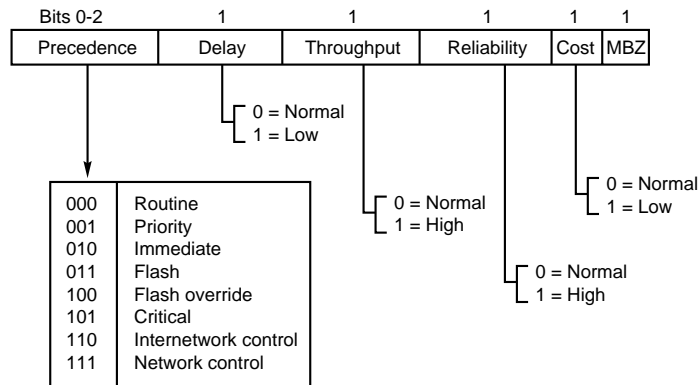 Bits 0-2 1 1 1 1 1
Precedence Delay Throughput Reliability Cost MBZ
0 = Normal
1 = Low
0 = Normal
1 = High
0 = Normal
1 = Low
0 = Normal
1 = High
000 Routine
001 Priority
010 Immediate
011 Flash
100 Flash override
101 Critical
110 Internetwork control
111 Network control